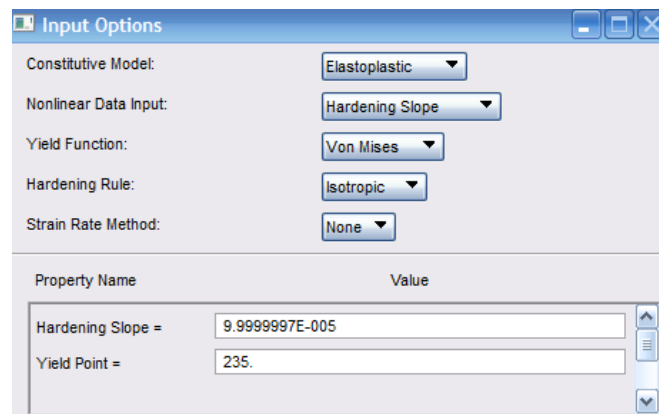 Input Options
Constitutive Model: Elastoplastic
Nonlinear Data Input: Hardening Slope
Yield Function: Von Mises
Hardening Rule: Isotropic
Strain Rate Method: None
Property Name Value
Hardening Slope = 9.9999997E-005
Yield Point = 235.